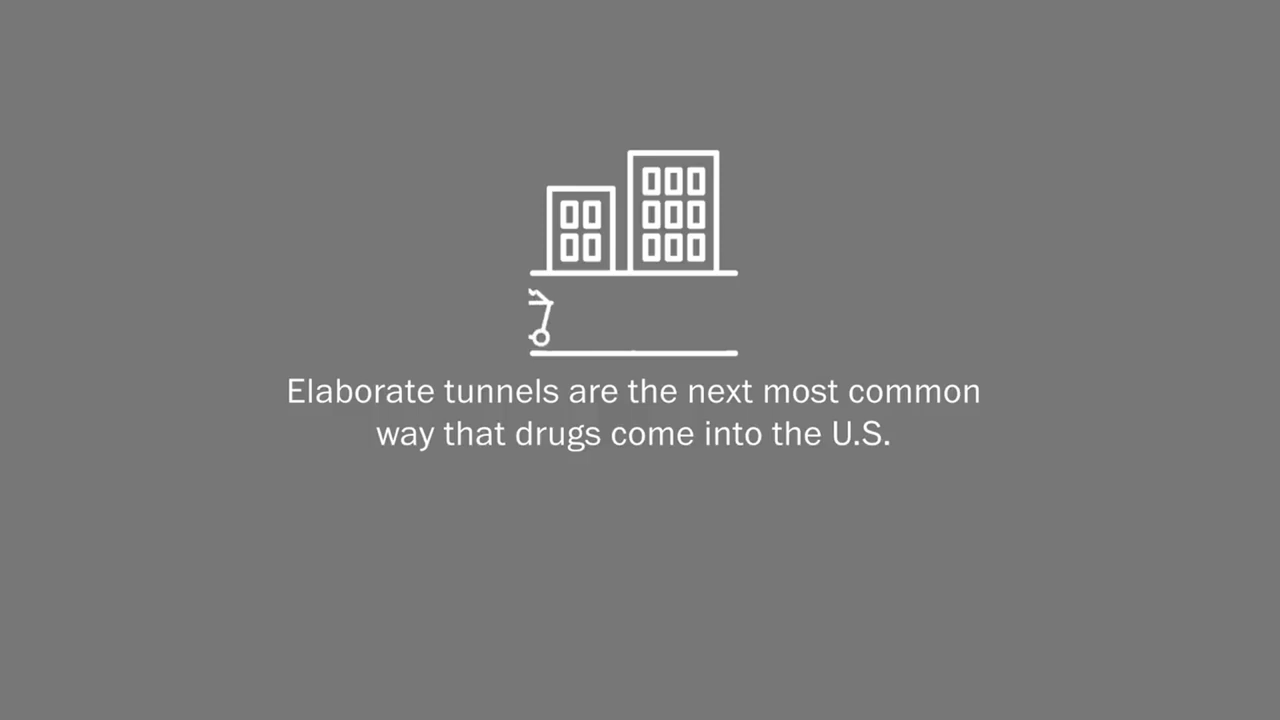 Elaborate tunnels are the next most common
way that drugs come into the U.S.